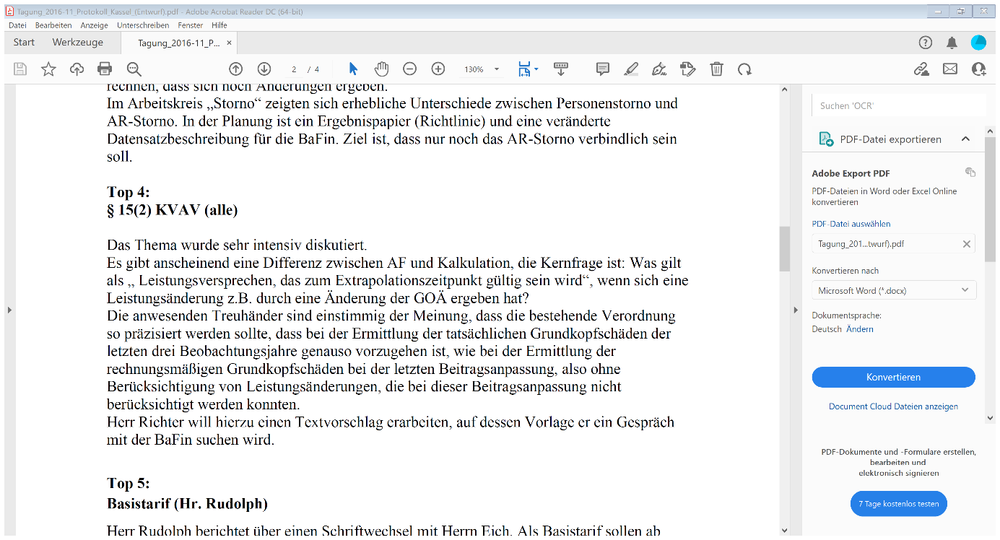 Tagung_2016-11_Protokoll_Kassel_(Entwurf).pdf - Adobe Acrobat Reader DC (64-bit)
Datei Bearbeiten Anzeige Unterschreiben Fenster Hilfe
Start Werkzeuge Tagung_2016-11_P... ×
2 / 4 130%
rechnen, dass sich noch Änderungen ergeben.
Im Arbeitskreis „Storno“ zeigten sich erhebliche Unterschiede zwischen Personenstorno und
AR-Storno. In der Planung ist ein Ergebnispapier (Richtlinie) und eine veränderte
Datensatzbeschreibung für die BaFin. Ziel ist, dass nur noch das AR-Storno verbindlich sein
soll.
Top 4:
§ 15(2) KVAV (alle)
Das Thema wurde sehr intensiv diskutiert.
Es gibt anscheinend eine Differenz zwischen AF und Kalkulation, die Kernfrage ist: Was gilt
als „ Leistungsversprechen, das zum Extrapolationszeitpunkt gültig sein wird“, wenn sich eine
Leistungsänderung z.B. durch eine Änderung der GOÄ ergeben hat?
Die anwesenden Treuhänder sind einstimmig der Meinung, dass die bestehende Verordnung
so präzisiert werden sollte, dass bei der Ermittlung der tatsächlichen Grundkopfschäden der
letzten drei Beobachtungsjahre genauso vorzugehen ist, wie bei der Ermittlung der
rechnungsmäßigen Grundkopfschäden bei der letzten Beitragsanpassung, also ohne
Berücksichtigung von Leistungsänderungen, die bei dieser Beitragsanpassung nicht
berücksichtigt werden konnten.
Herr Richter will hierzu einen Textvorschlag erarbeiten, auf dessen Vorlage er ein Gespräch
mit der BaFin suchen wird.
Top 5:
Basistarif (Hr. Rudolph)
Herr Rudolph berichtet über einen Schriftwechsel mit Herrn Eich. Als Basistarif sollen ab
Suchen 'OCR'
PDF-Datei exportieren
Adobe Export PDF
PDF-Dateien in Word oder Excel Online
konvertieren
PDF-Datei auswählen
Tagung_201...twurf).pdf
Konvertieren nach
Microsoft Word (*.docx)
Dokumentsprache:
Deutsch Ändern
Konvertieren
Document Cloud Dateien anzeigen
PDF-Dokumente und -Formulare erstellen,
bearbeiten und
elektronisch signieren
7 Tage kostenlos testen